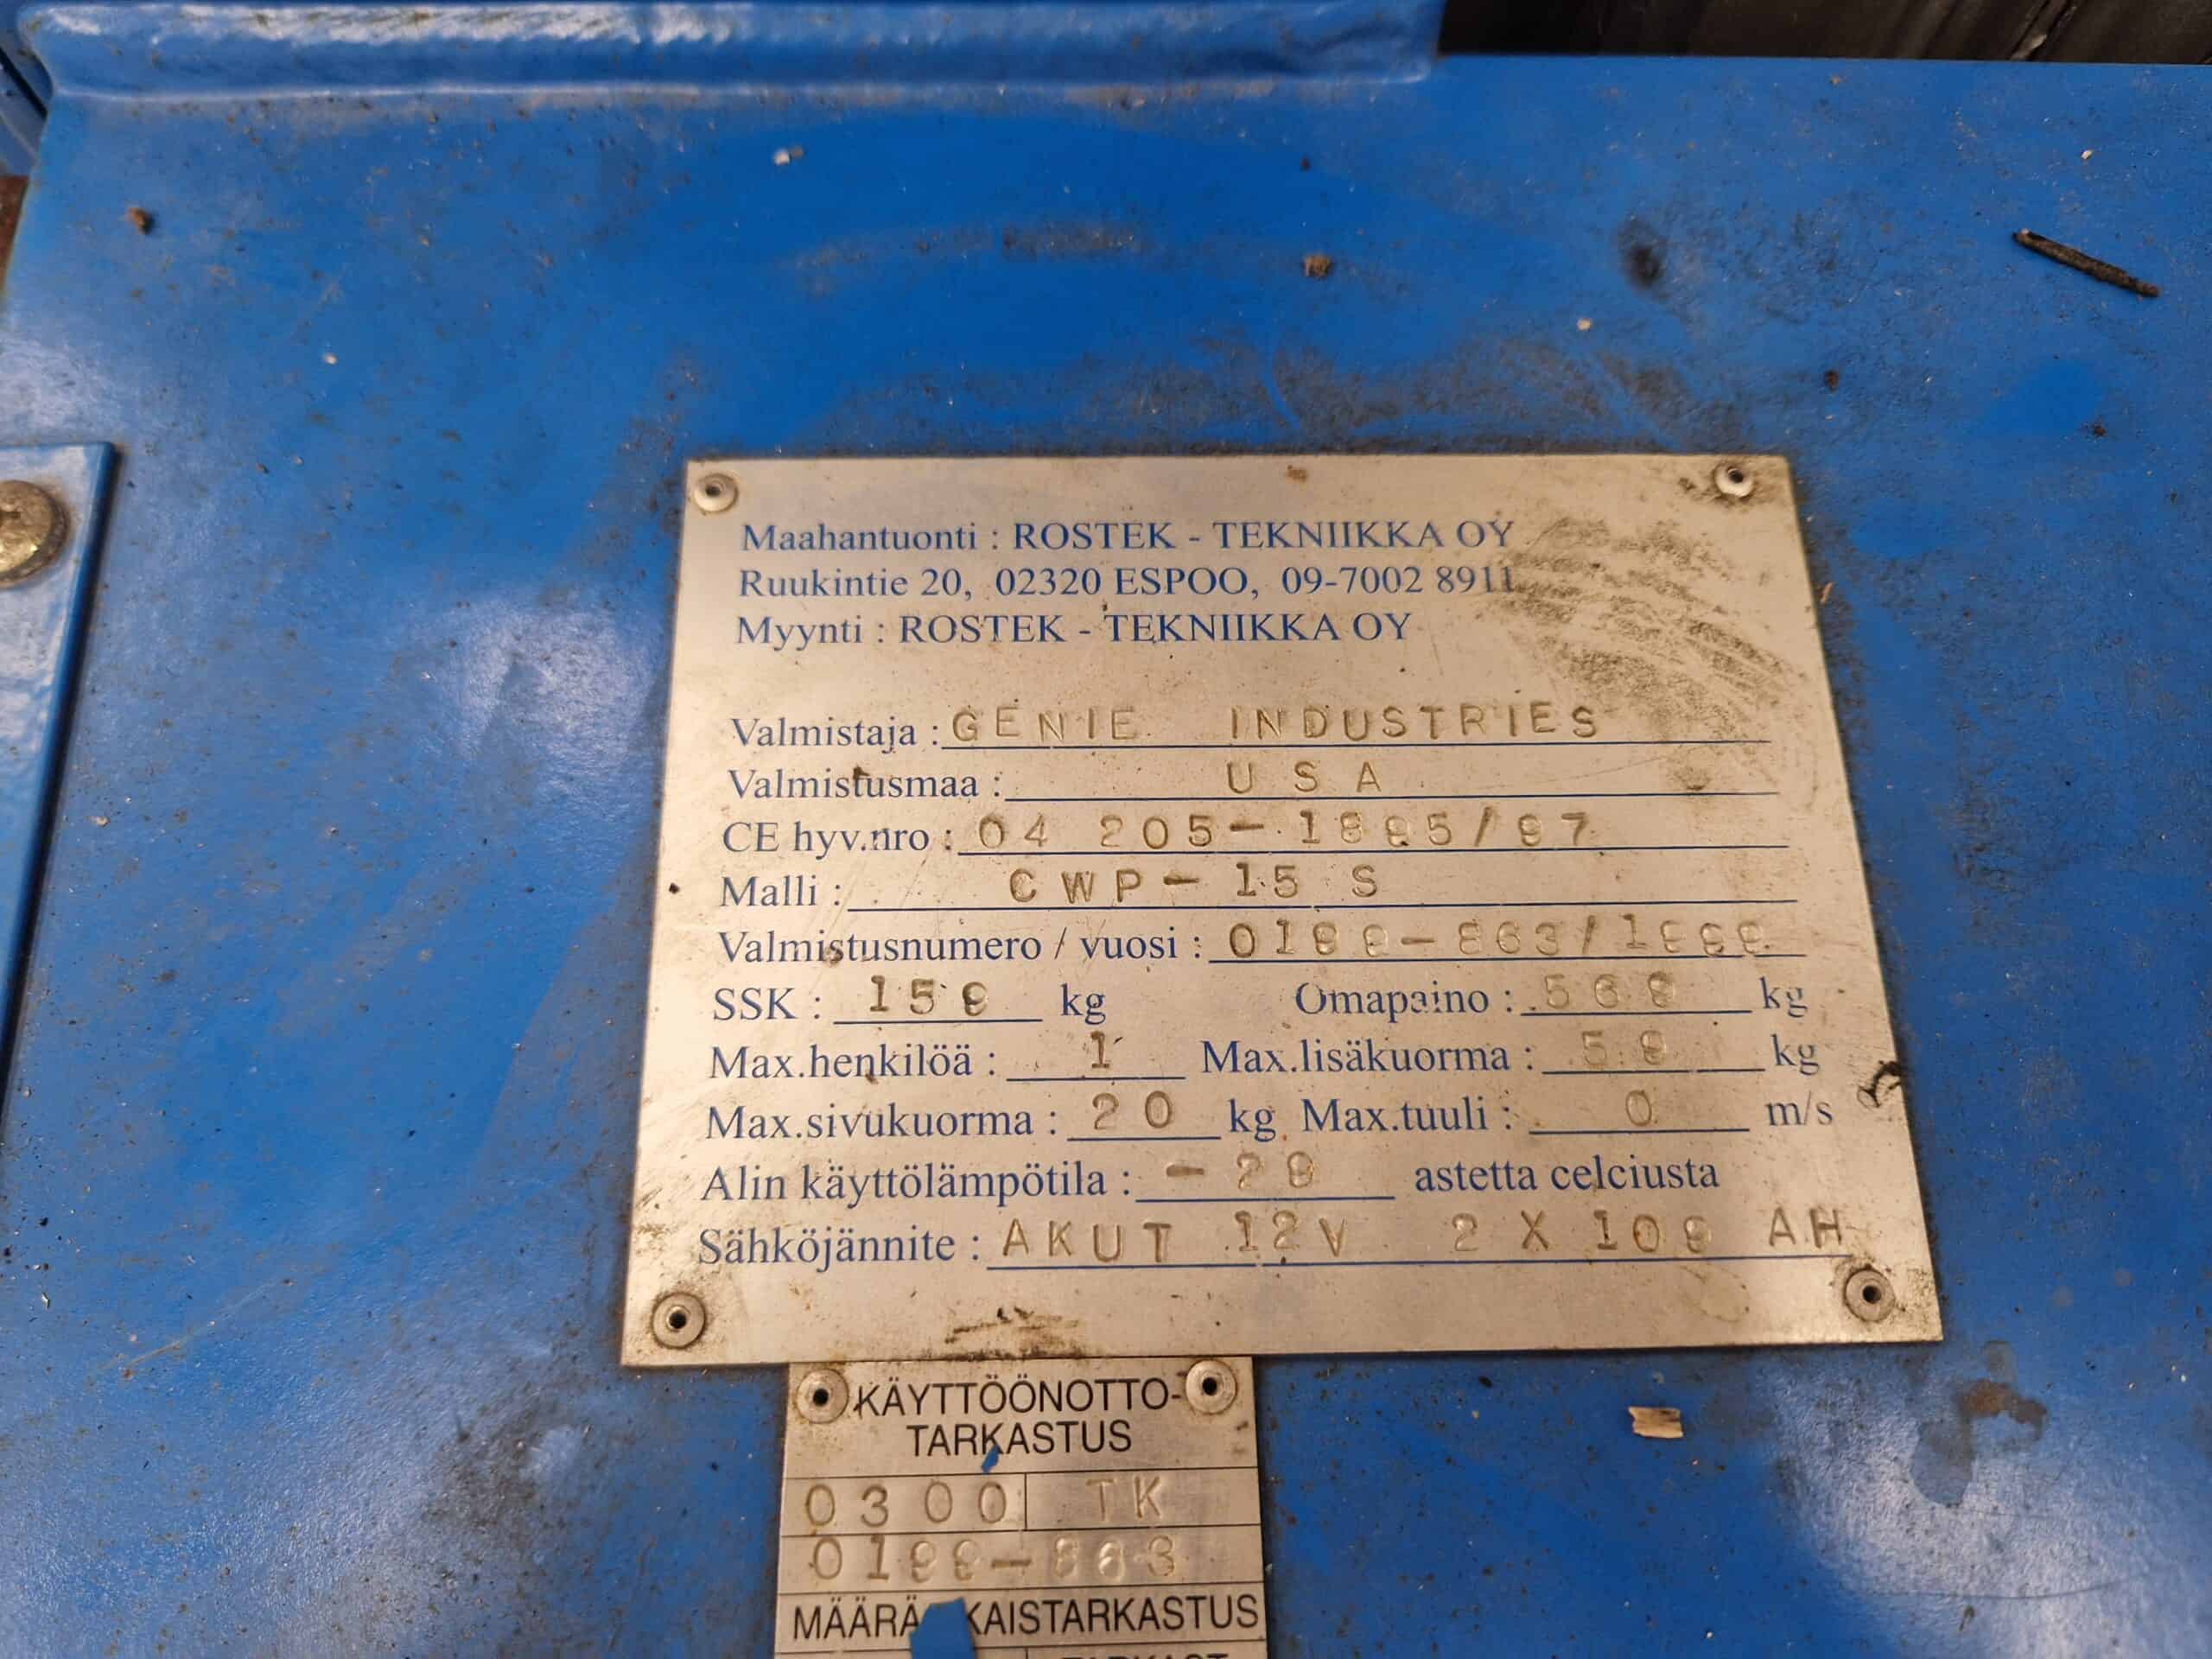 Maahantuonti : ROSTEK - TEKNIIKKA OY
Ruukintie 20, 02320 ESPOO, 09-7002 8911
Myynti : ROSTEK - TEKNIIKKA OY
Valmistaja : GENIE INDUSTRIES
Valmistusmaa : USA
CE hyv.nro : 04 205-1895/97
Malli : CWP-15 S
Valmistusnumero / vuosi : 0199-863/1999
SSK : 159 kg Omapaino : kg
Max.henkilöä : 1 Max.lisäkuorma : 59 kg
Max.sivukuorma : 20 kg Max.tuuli : 0 m/s
Alin käyttölämpötila : -29 astetta celciusta
Sähköjännite : AKUT 12V 2 X 109 AH
KÄYTTÖÖNOTTO-
TARKASTUS
0300 TK
0199-863